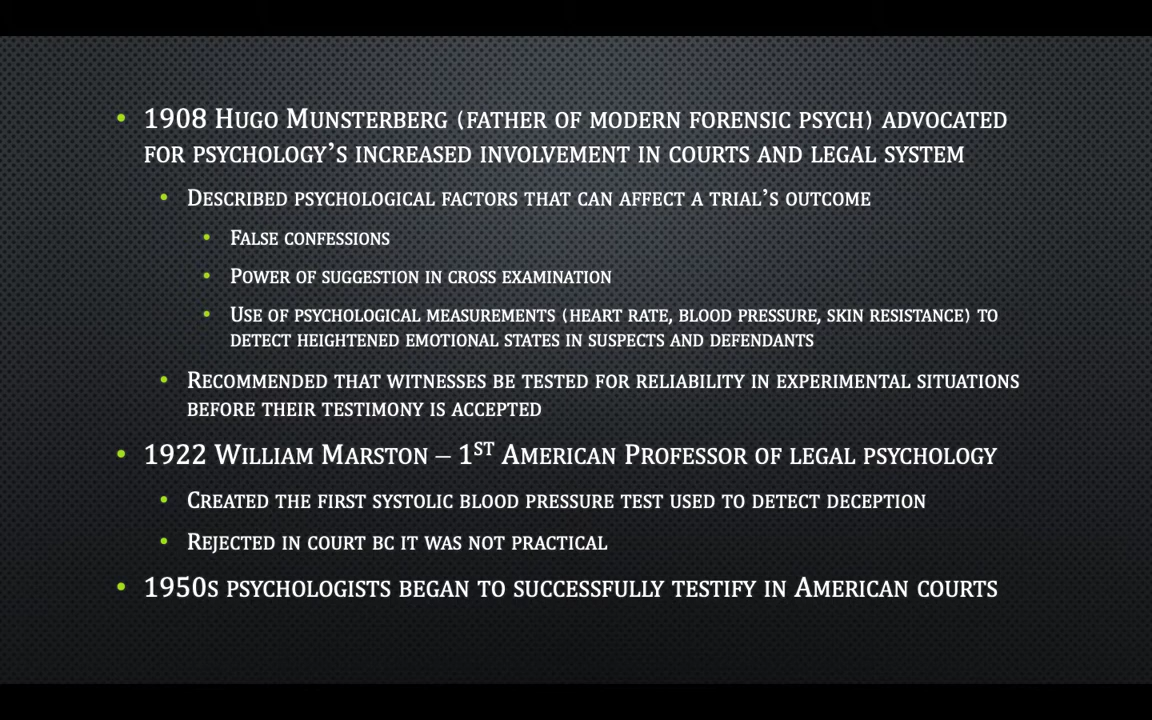 • 1908 Hugo Munsterberg (father of modern forensic psych) advocated
for psychology’s increased involvement in courts and legal system
• Described psychological factors that can affect a trial’s outcome
• False confessions
• Power of suggestion in cross examination
• Use of psychological measurements (heart rate, blood pressure, skin resistance) to
detect heightened emotional states in suspects and defendants
• Recommended that witnesses be tested for reliability in experimental situations
before their testimony is accepted
• 1922 William Marston – 1st American Professor of legal psychology
• Created the first systolic blood pressure test used to detect deception
• Rejected in court bc it was not practical
• 1950s psychologists began to successfully testify in American courts